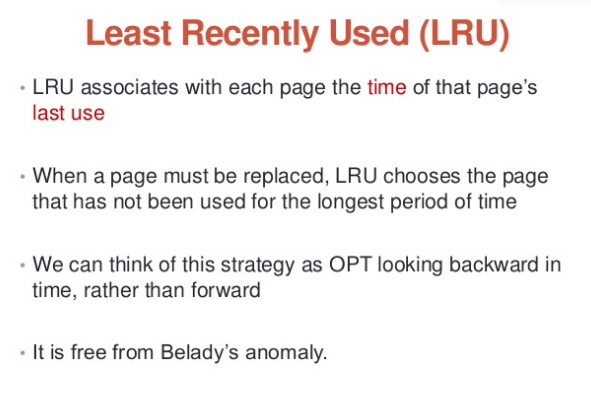 Least Recently Used (LRU)
• LRU associates with each page the time of that page's
last use
• When a page must be replaced, LRU chooses the page
that has not been used for the longest period of time
• We can think of this strategy as OPT looking backward in
time, rather than forward
• It is free from Belady's anomaly.